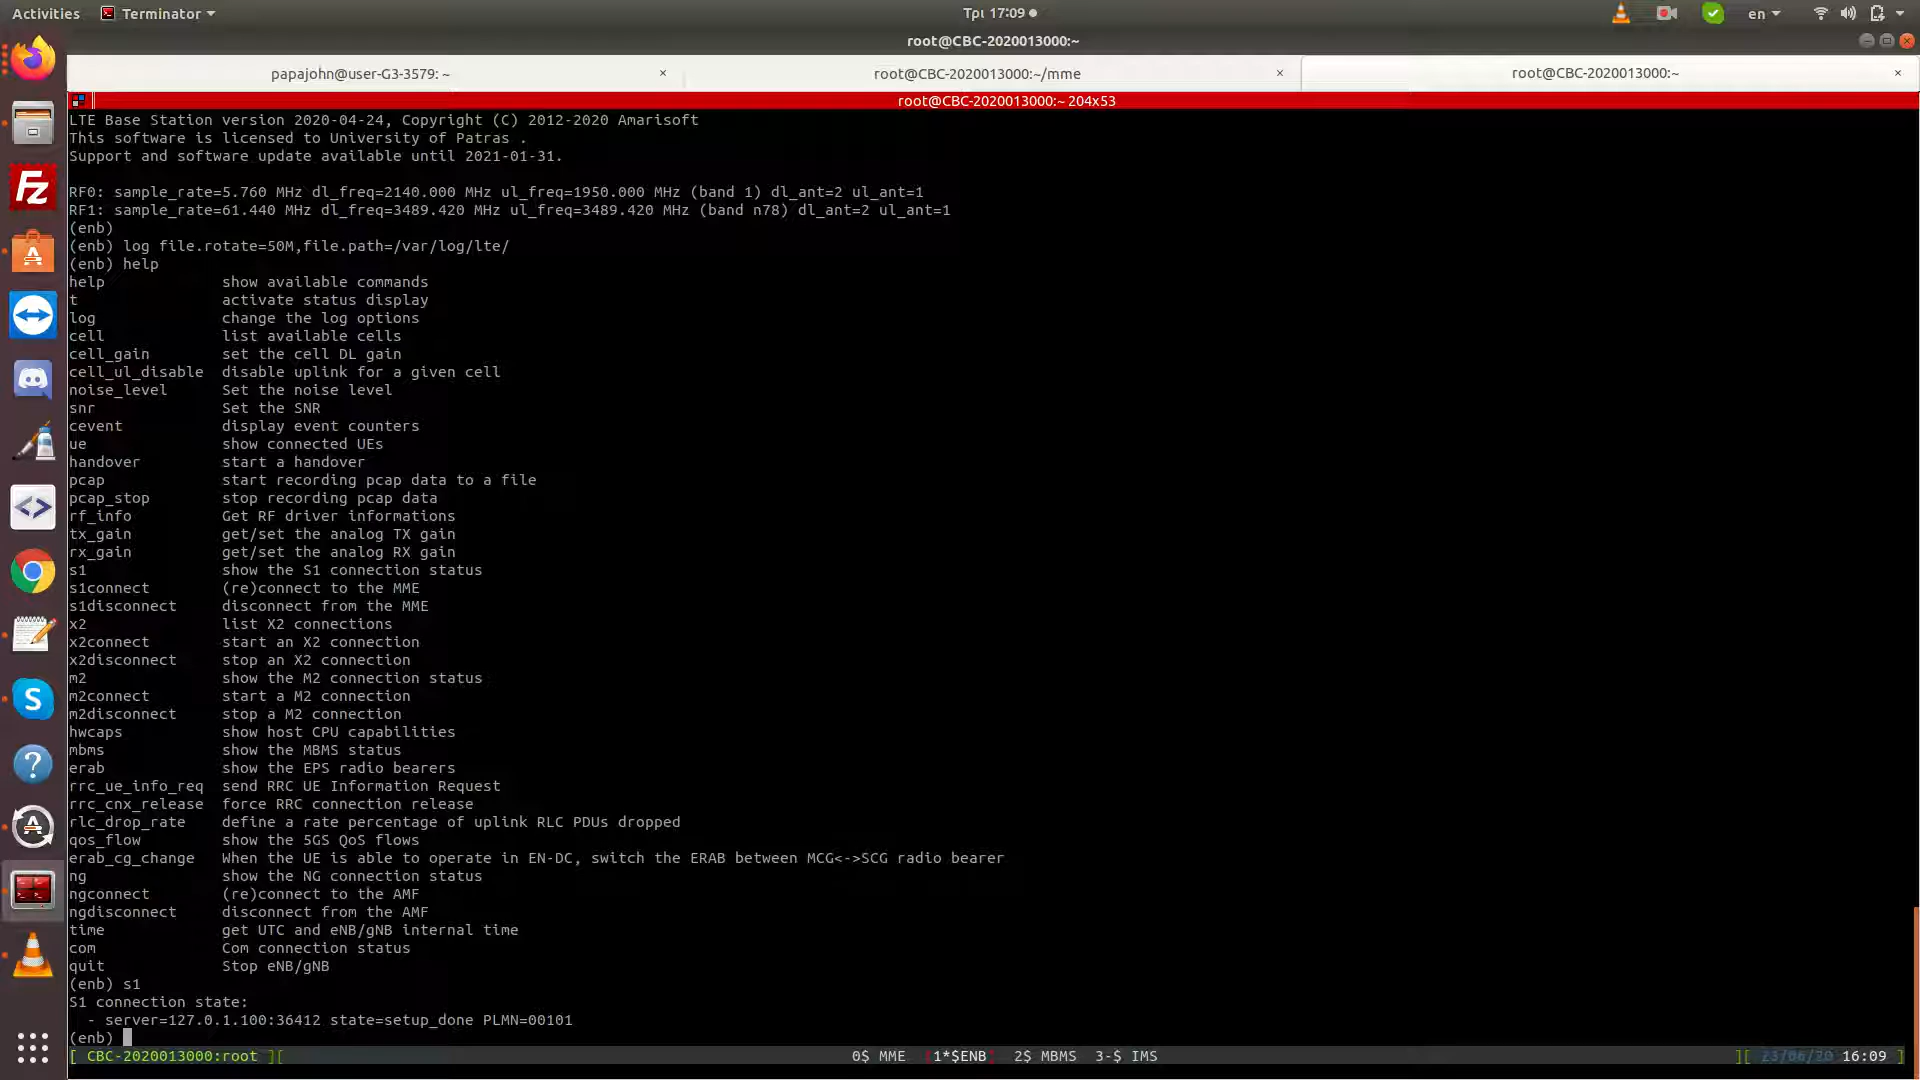 Activities Terminator Τρι 17:09 en
root@CBC-2020013000:~
papajohn@user-G3-3579: ~ × root@CBC-2020013000:~/mme × root@CBC-2020013000:~ ×
root@CBC-2020013000:~ 204x53
LTE Base Station version 2020-04-24, Copyright (C) 2012-2020 Amarisoft
This software is licensed to University of Patras .
Support and software update available until 2021-01-31.
RF0: sample_rate=5.760 MHz dl_freq=2140.000 MHz ul_freq=1950.000 MHz (band 1) dl_ant=2 ul_ant=1
RF1: sample_rate=61.440 MHz dl_freq=3489.420 MHz ul_freq=3489.420 MHz (band n78) dl_ant=2 ul_ant=1
(enb)
(enb) log file.rotate=50M,file.path=/var/log/lte/
(enb) help
help show available commands
t activate status display
log change the log options
cell list available cells
cell_gain set the cell DL gain
cell_ul_disable disable uplink for a given cell
noise_level Set the noise level
snr Set the SNR
cevent display event counters
ue show connected UEs
handover start a handover
pcap start recording pcap data to a file
pcap_stop stop recording pcap data
rf_info Get RF driver informations
tx_gain get/set the analog TX gain
rx_gain get/set the analog RX gain
s1 show the S1 connection status
s1connect (re)connect to the MME
s1disconnect disconnect from the MME
x2 list X2 connections
x2connect start an X2 connection
x2disconnect stop an X2 connection
m2 show the M2 connection status
m2connect start a M2 connection
m2disconnect stop a M2 connection
hwcaps show host CPU capabilities
mbms show the MBMS status
erab show the EPS radio bearers
rrc_ue_info_req send RRC UE Information Request
rrc_cnx_release force RRC connection release
rlc_drop_rate define a rate percentage of uplink RLC PDUs dropped
qos_flow show the 5GS QoS flows
erab_cg_change When the UE is able to operate in EN-DC, switch the ERAB between MCG<->SCG radio bearer
ng show the NG connection status
ngconnect (re)connect to the AMF
ngdisconnect disconnect from the AMF
time get UTC and eNB/gNB internal time
com Com connection status
quit Stop eNB/gNB
(enb) s1
S1 connection state:
- server=127.0.1.100:36412 state=setup_done PLMN=00101
(enb)
[ CBC-2020013000:root ][ 0$ MME (1*$ENB) 2$ MBMS 3-$ IMS ][ 23/06/20 16:09 ]